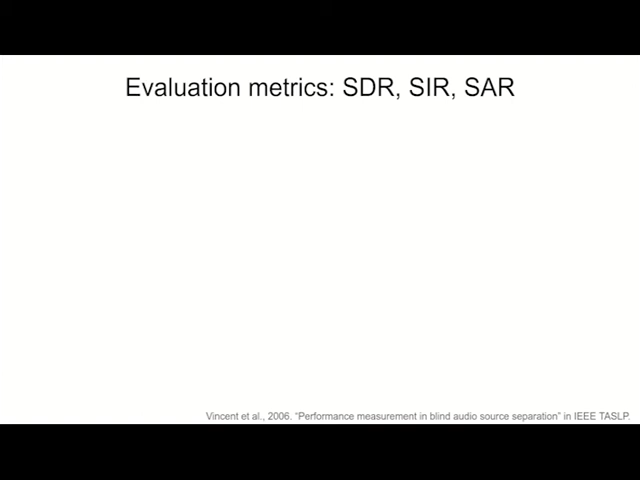 Evaluation metrics: SDR, SIR, SAR
Vincent et al., 2006. “Performance measurement in blind audio source separation” in IEEE TASLP.